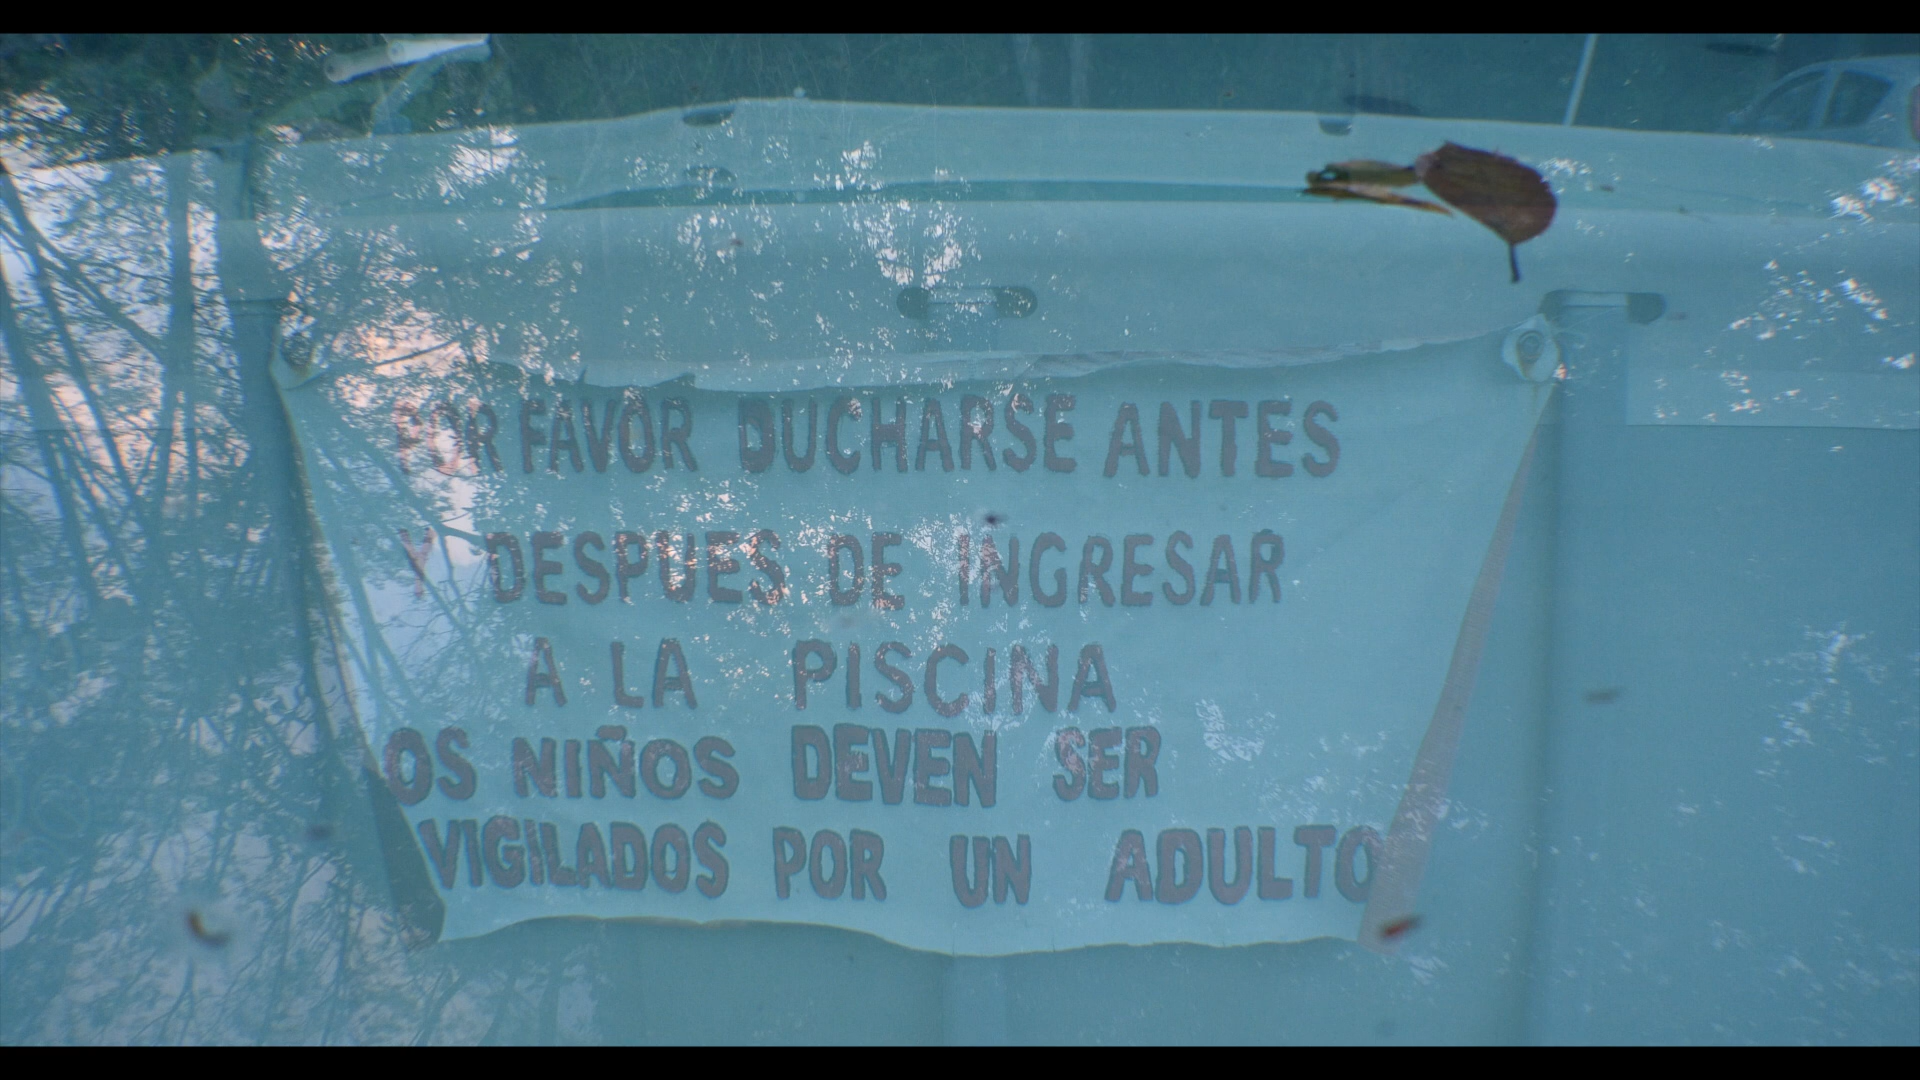 POR FAVOR DUCHARSE ANTES
Y DESPUES DE INGRESAR
A LA PISCINA
OS NIÑOS DEVEN SER
VIGILADOS POR UN ADULTO